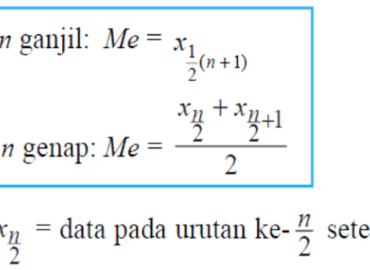 n ganjil: Me = x_{\frac{1}{2}(n+1)}
n genap: Me = \frac{x_{\frac{n}{2}} + x_{\frac{n}{2}+1}}{2}
x_{\frac{n}{2}} = data pada urutan ke-\frac{n}{2} sete